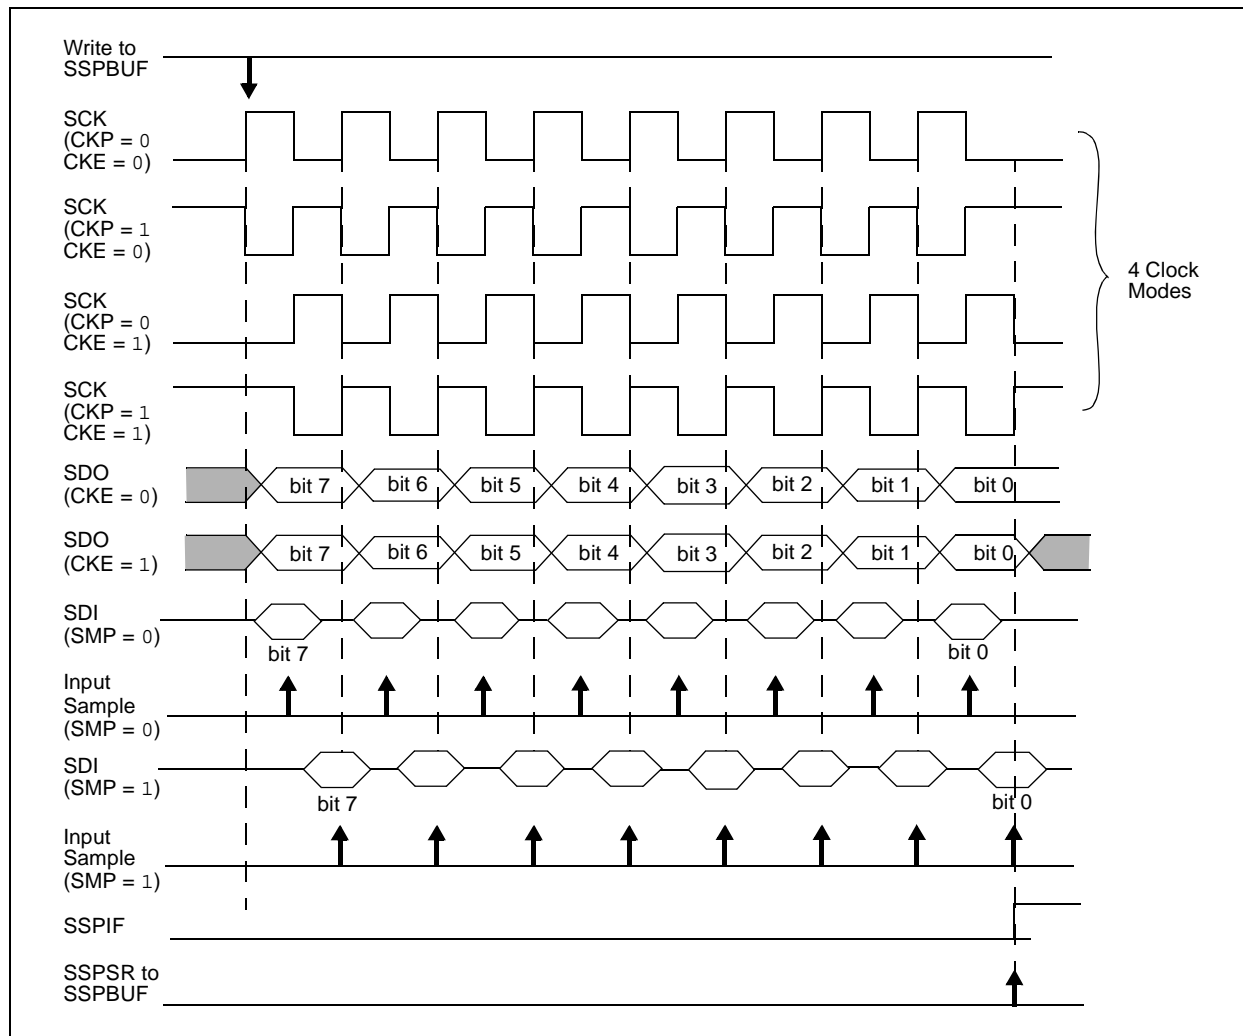 Write to
SSPBUF
SCK
(CKP = 0
CKE = 0)
SCK
(CKP = 1
CKE = 0)
SCK
(CKP = 0
CKE = 1)
SCK
(CKP = 1
CKE = 1)
4 Clock
Modes
SDO
(CKE = 0)
bit 7 bit 6 bit 5 bit 4 bit 3 bit 2 bit 1 bit 0
SDO
(CKE = 1)
bit 7 bit 6 bit 5 bit 4 bit 3 bit 2 bit 1 bit 0
SDI
(SMP = 0)
bit 7 bit 0
Input
Sample
(SMP = 0)
SDI
(SMP = 1)
bit 7 bit 0
Input
Sample
(SMP = 1)
SSPIF
SSPSR to
SSPBUF